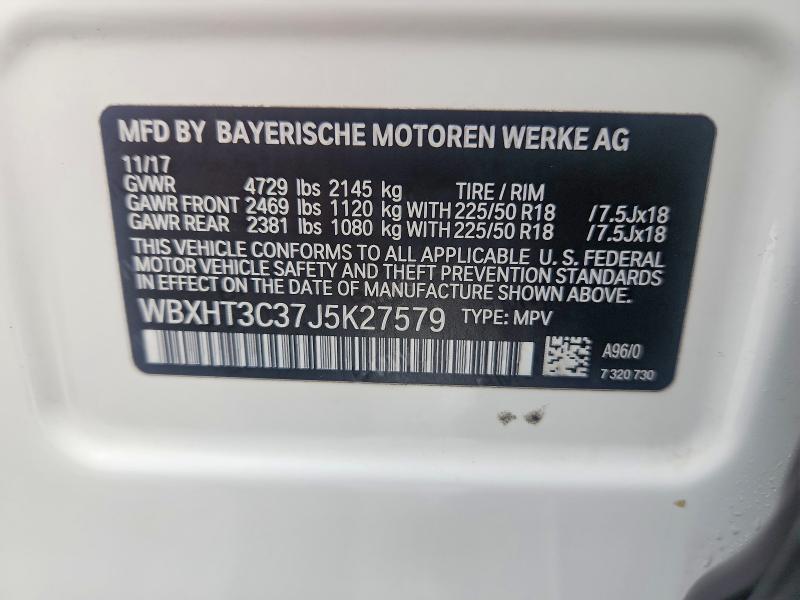 MFD BY BAYERISCHE MOTOREN WERKE AG
11/17
GVWR 4729 lbs 2145 kg TIRE / RIM
GAWR FRONT 2469 lbs 1120 kg WITH 225/50 R18 /7.5Jx18
GAWR REAR 2381 lbs 1080 kg WITH 225/50 R18 /7.5Jx18
THIS VEHICLE CONFORMS TO ALL APPLICABLE U. S. FEDERAL
MOTOR VEHICLE SAFETY AND THEFT PREVENTION STANDARDS
IN EFFECT ON THE DATE OF MANUFACTURE SHOWN ABOVE.
WBXHT3C37J5K27579 TYPE: MPV
A96/0
7 320 730